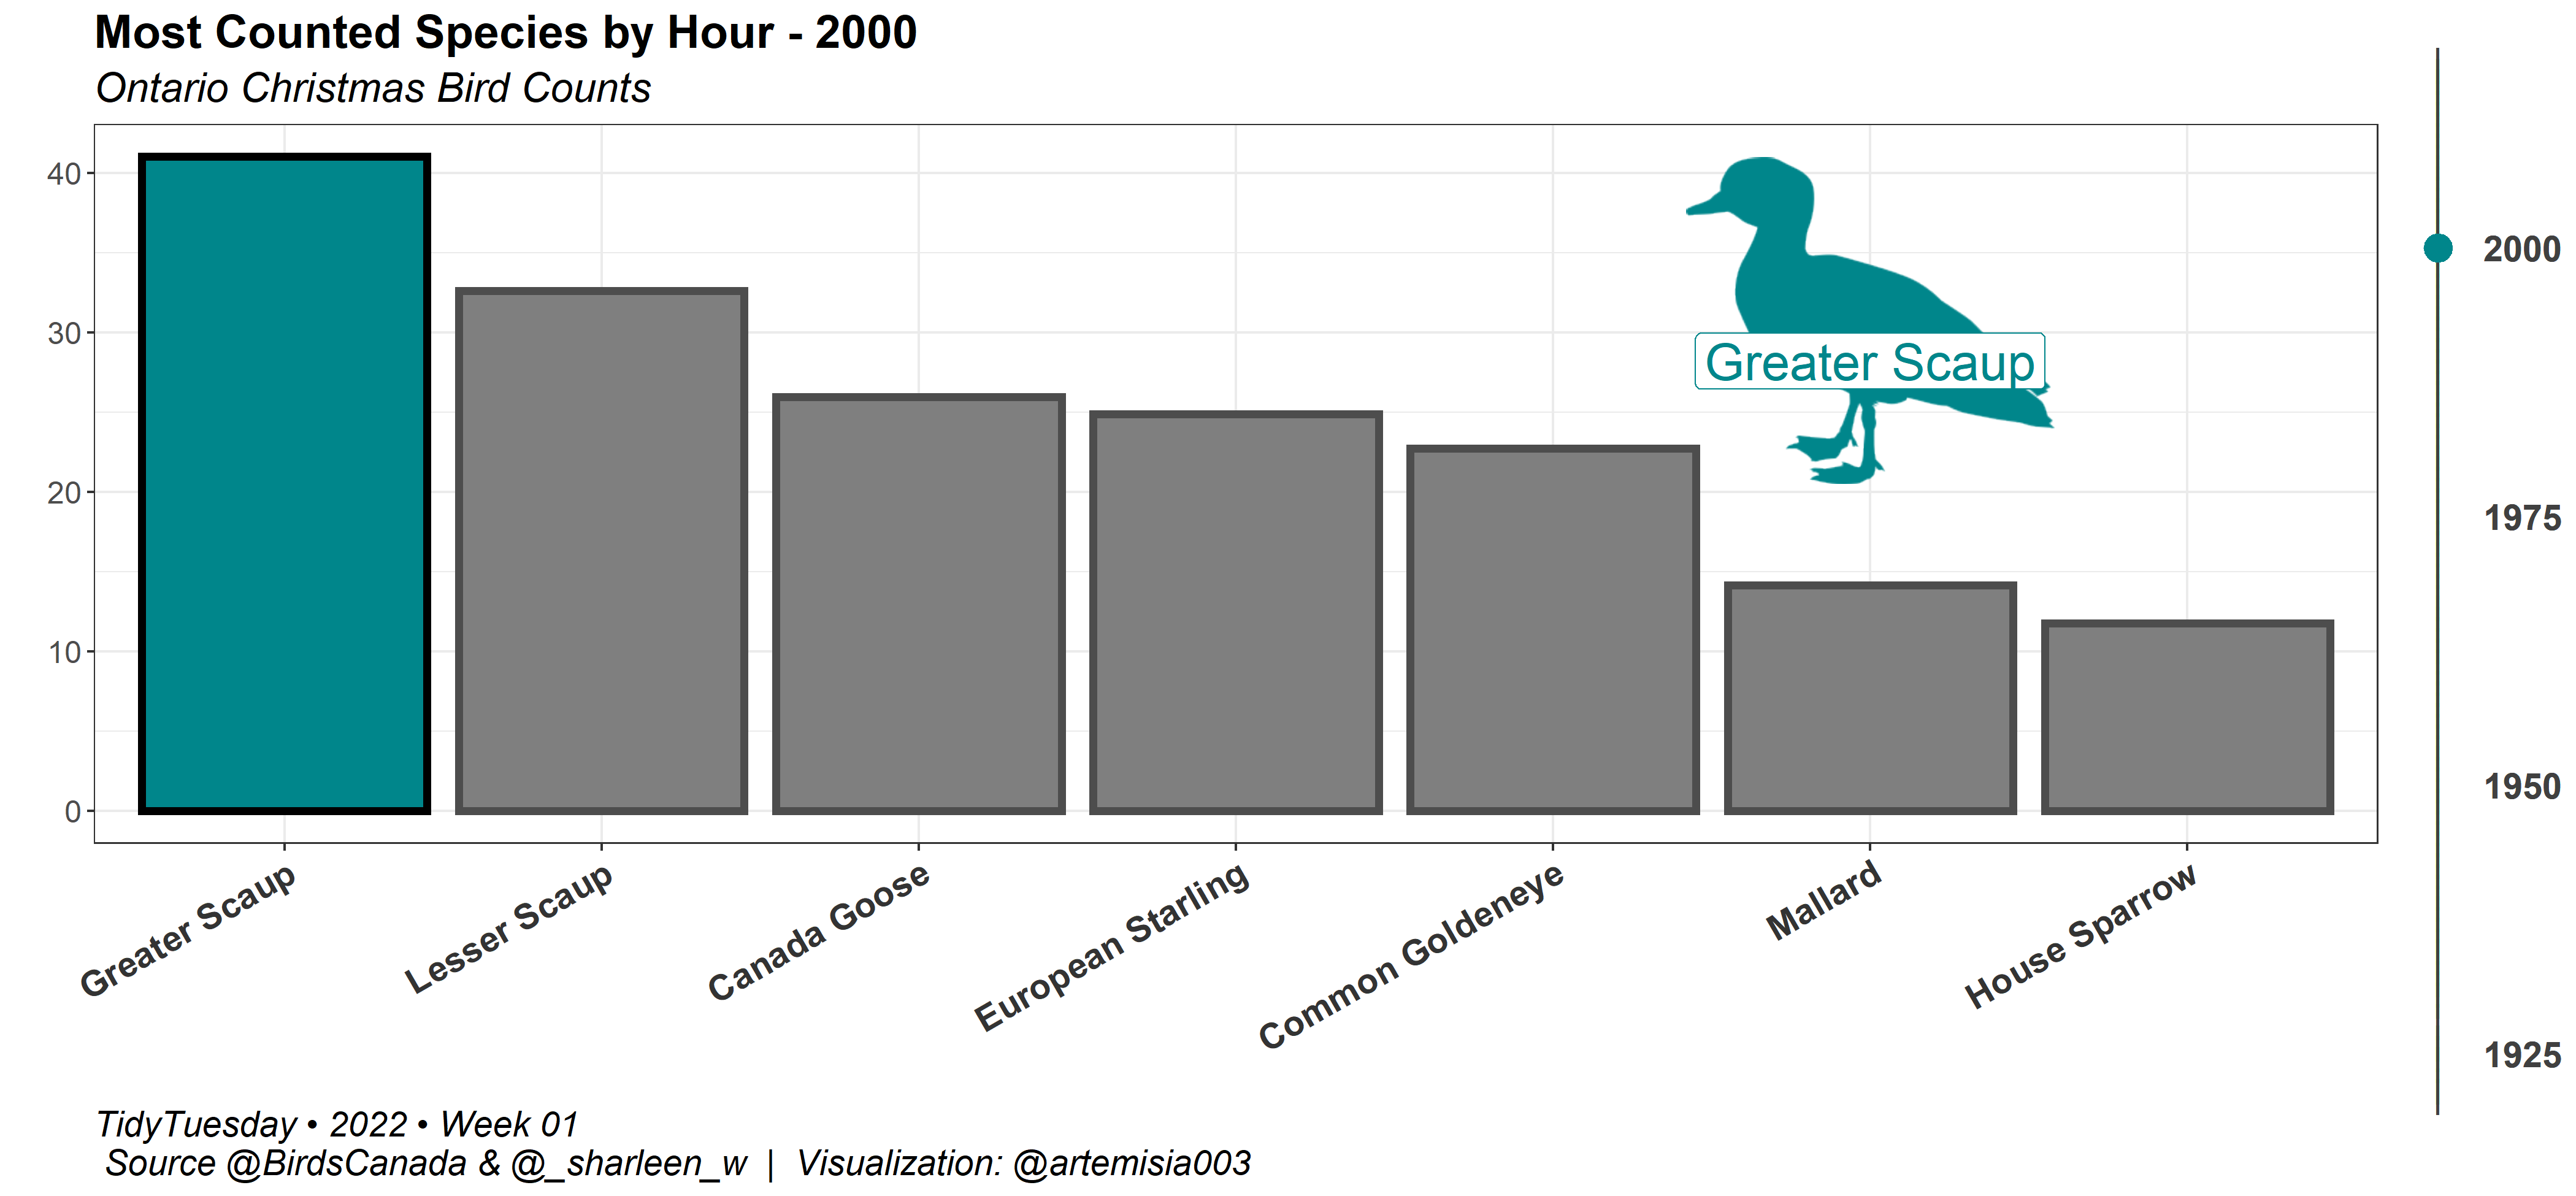 Most Counted Species by Hour - 2000
Ontario Christmas Bird Counts
40
30
20
10
0
Greater Scaup
2000
1975
1950
1925
Greater Scaup
Lesser Scaup
Canada Goose
European Starling
Common Goldeneye
Mallard
House Sparrow
TidyTuesday • 2022 • Week 01
Source @BirdsCanada & @_sharleen_w | Visualization: @artemisia003